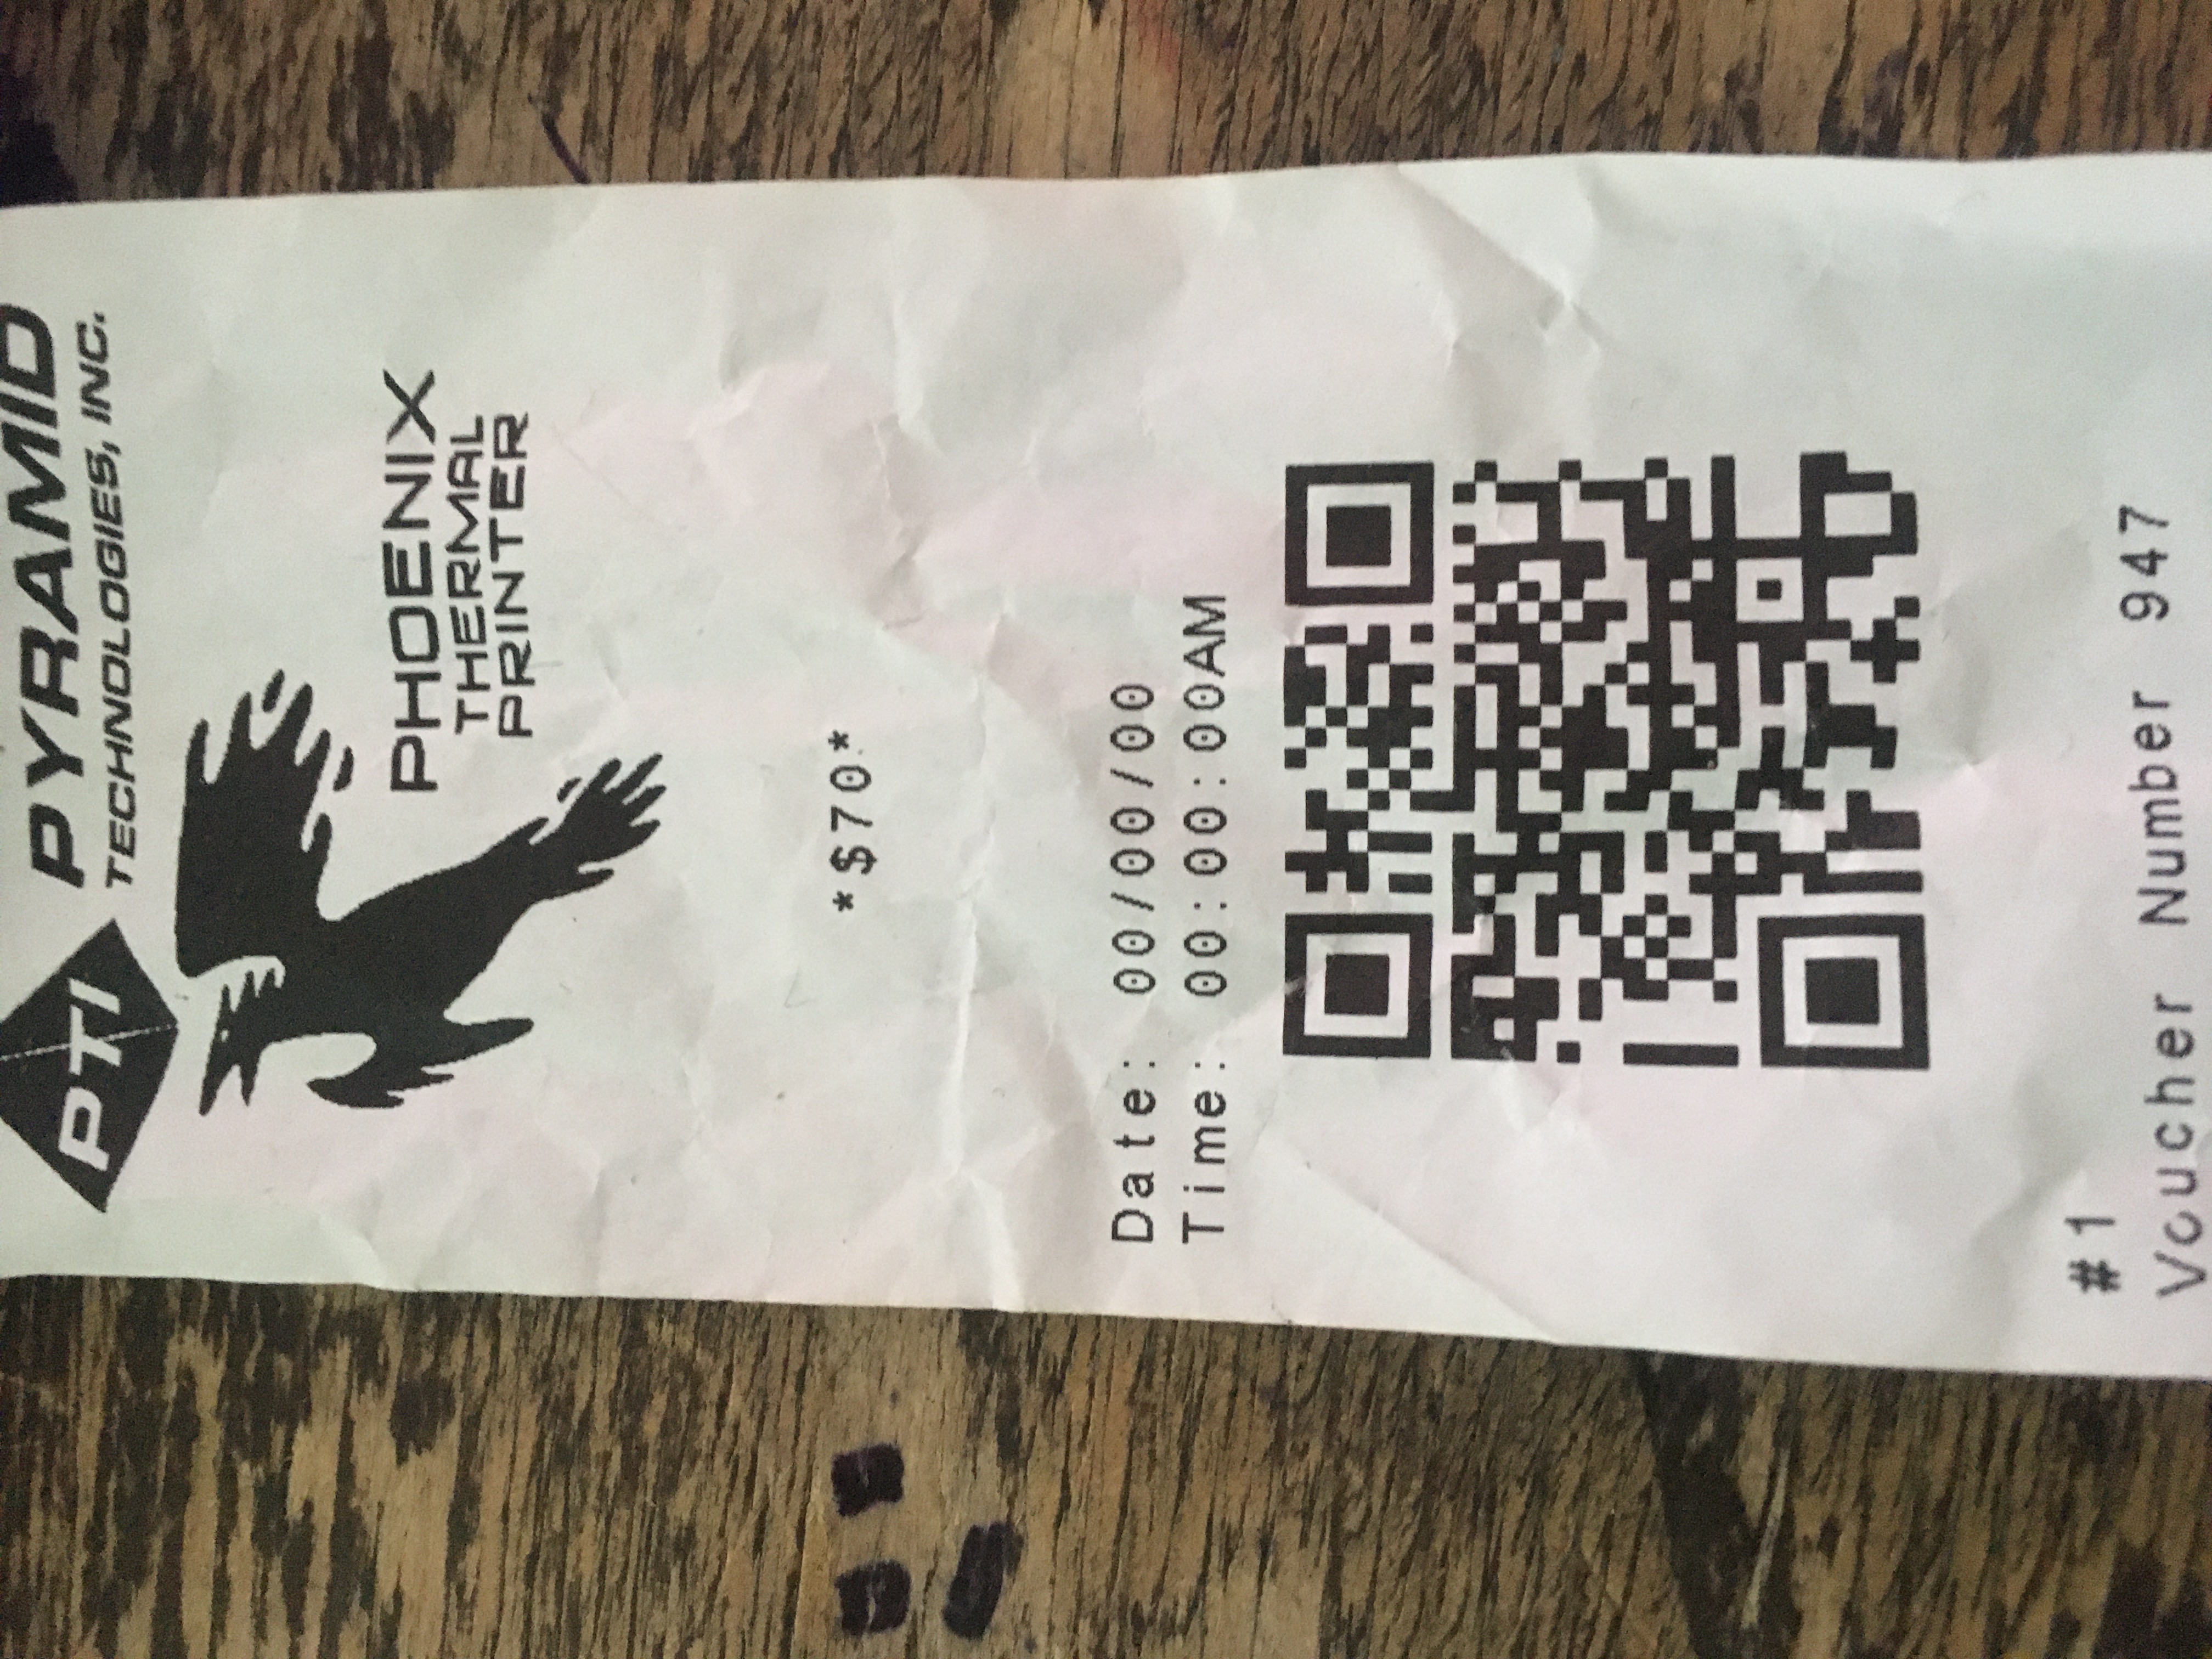 PTI PYRAMID
TECHNOLOGIES, INC.
PHOENIX
THERMAL
PRINTER
*$70*
Date: 00/00/00
Time: 00:00:00AM
#1
Voucher Number 947